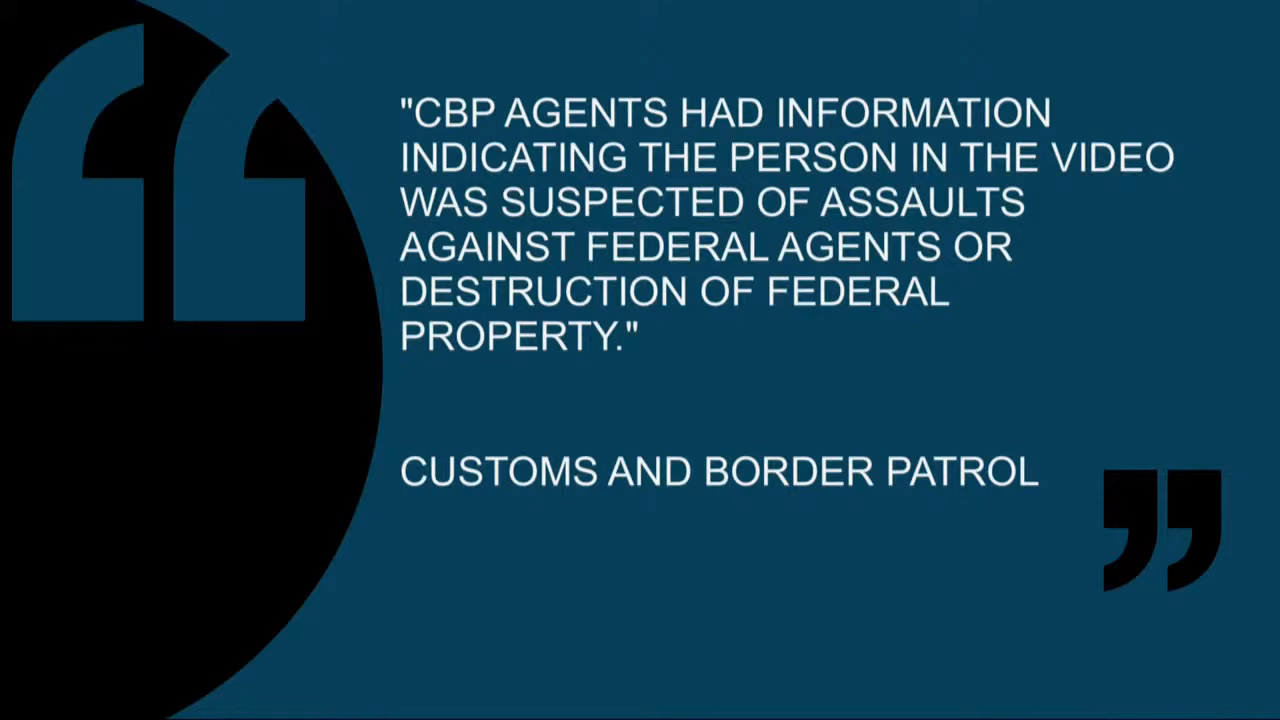 "CBP AGENTS HAD INFORMATION
INDICATING THE PERSON IN THE VIDEO
WAS SUSPECTED OF ASSAULTS
AGAINST FEDERAL AGENTS OR
DESTRUCTION OF FEDERAL
PROPERTY."
CUSTOMS AND BORDER PATROL